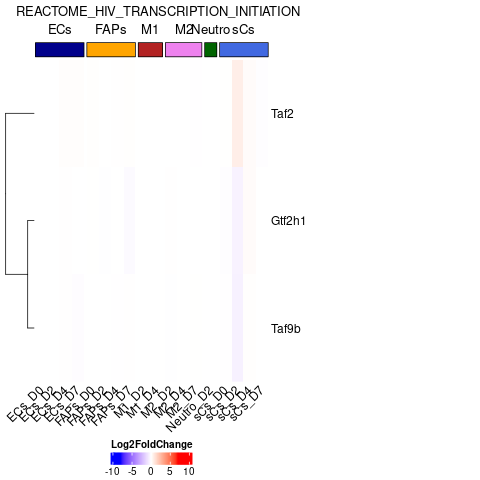 REACTOME_HIV_TRANSCRIPTION_INITIATION
ECs FAPs M1 M2 Neutro sCs
Taf2
Gtf2h1
Taf9b
ECs_D0 ECs_D2 ECs_D4 ECs_D7 FAPs_D0 FAPs_D2 FAPs_D4 FAPs_D7 M1_D2 M1_D4 M2_D2 M2_D4 M2_D7 Neutro_D2 sCs_D0 sCs_D2 sCs_D4 sCs_D7
Log2FoldChange
-10 -5 0 5 10